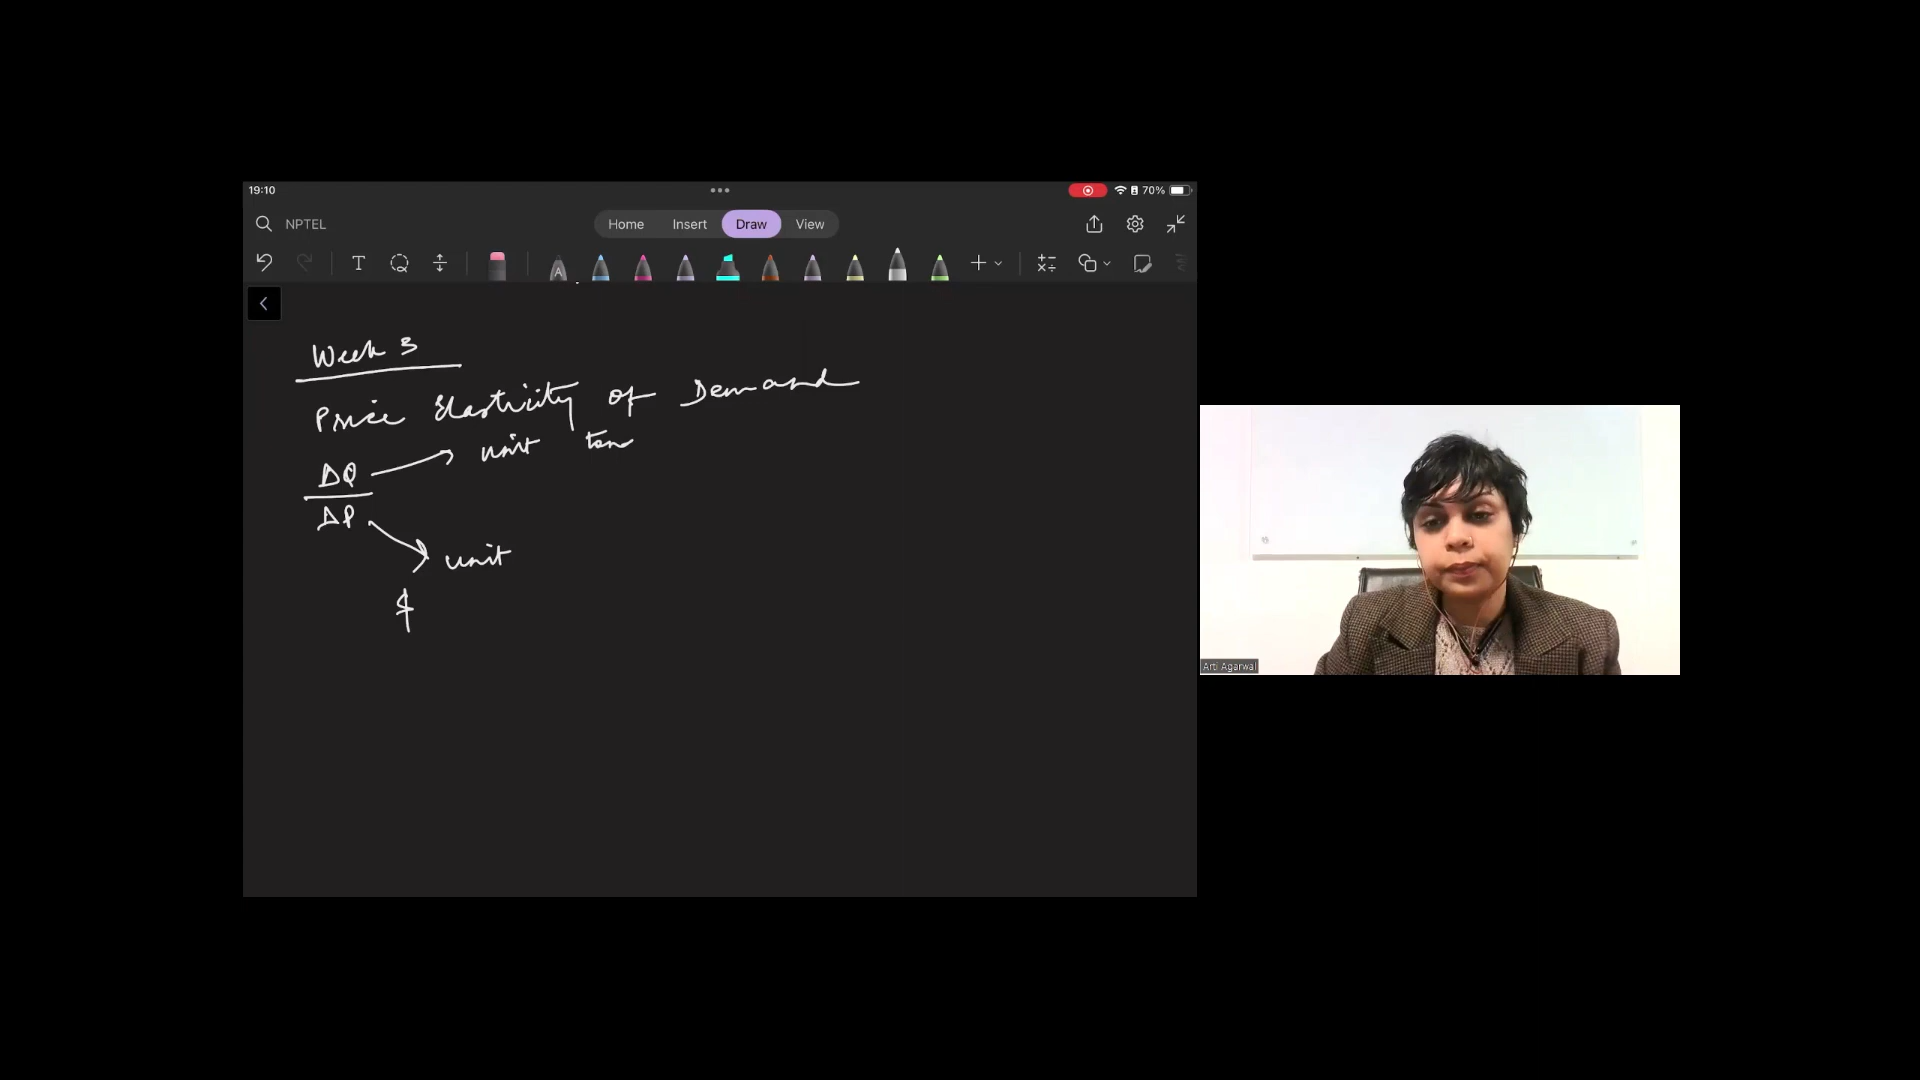 19:10 70%
NPTEL Home Insert Draw View
T A
Week 3
Price Elasticity of Demand
ΔQ → unit ton
ΔP → unit
$
Arti Agarwal